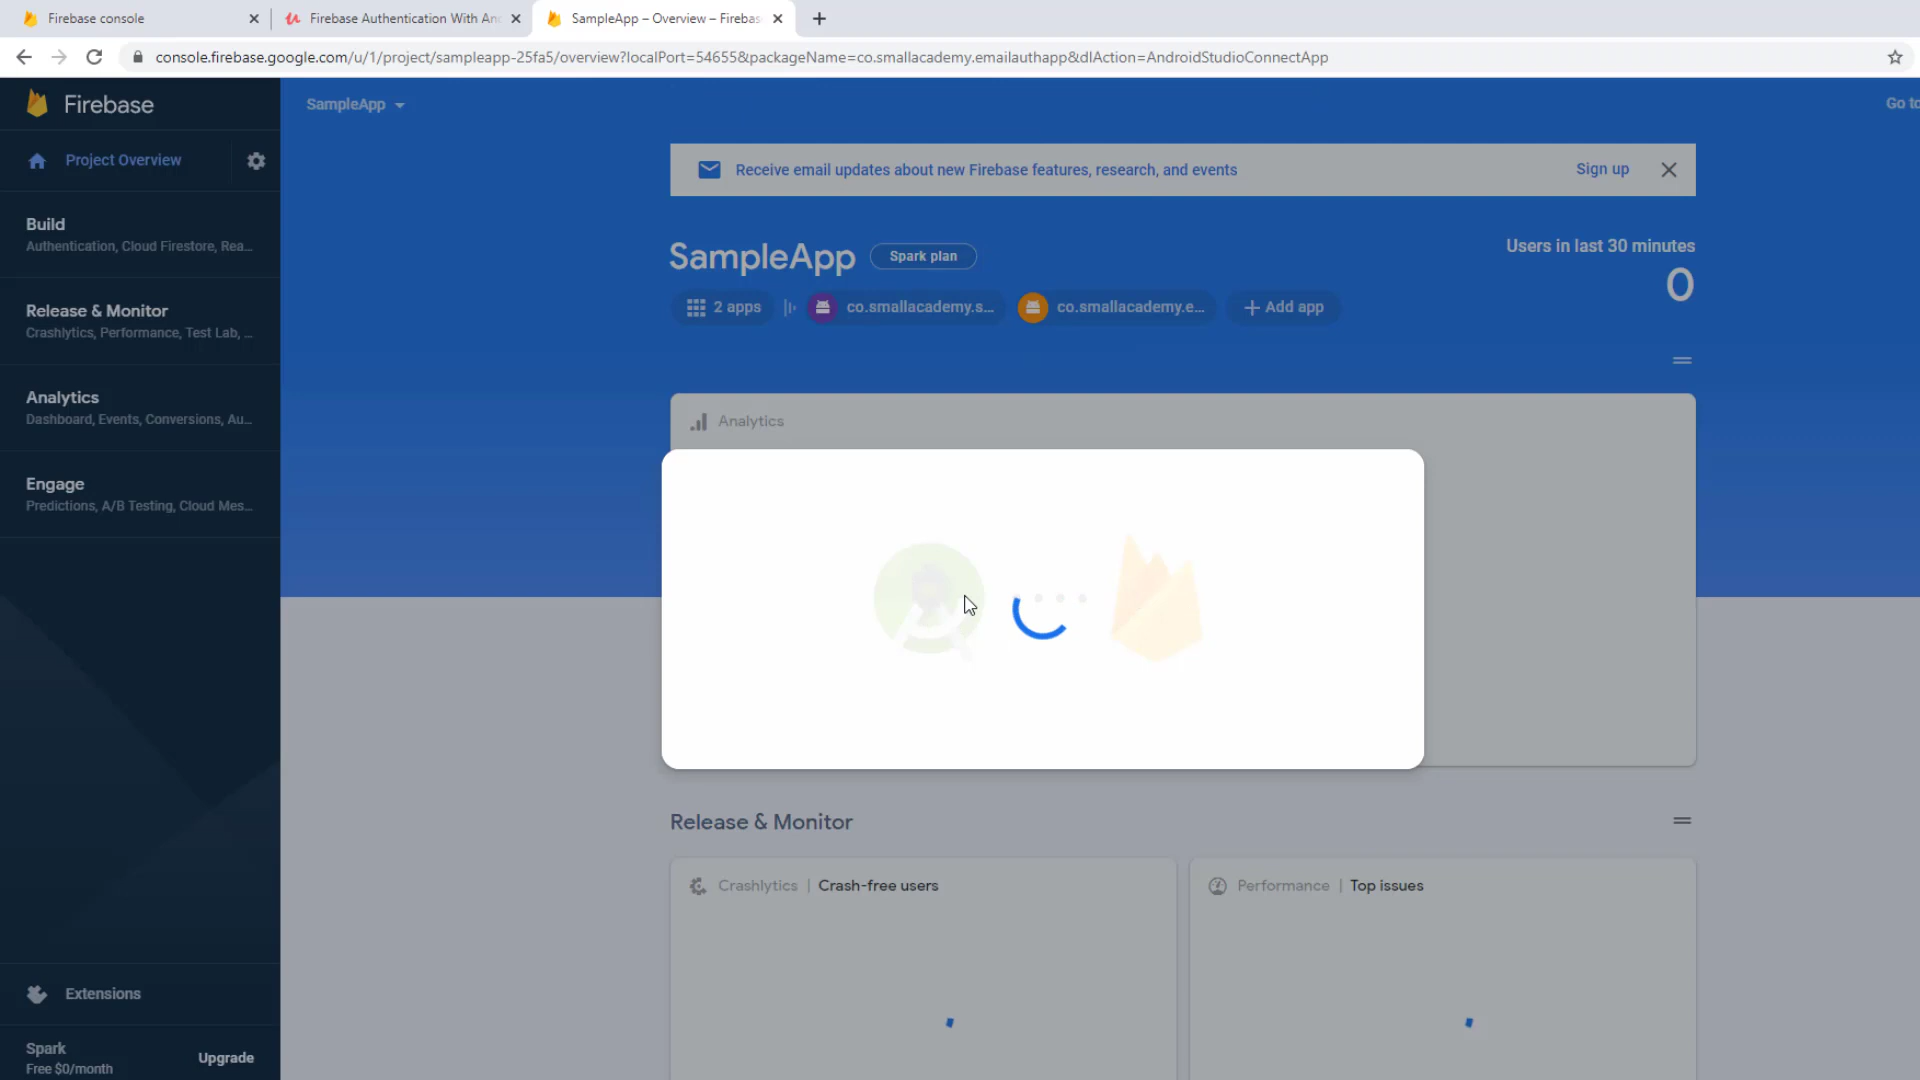 Firebase console
Firebase Authentication With An
SampleApp – Overview – Firebas
console.firebase.google.com/u/1/project/sampleapp-25fa5/overview?localPort=54655&packageName=co.smallacademy.emailauthapp&dlAction=AndroidStudioConnectApp
Firebase
SampleApp
Go to
Project Overview
Receive email updates about new Firebase features, research, and events
Sign up
Build
Authentication, Cloud Firestore, Rea...
SampleApp
Spark plan
Users in last 30 minutes
0
2 apps
co.smallacademy.s...
co.smallacademy.e...
+ Add app
Release & Monitor
Crashlytics, Performance, Test Lab, ...
Analytics
Dashboard, Events, Conversions, Au...
Analytics
Engage
Predictions, A/B Testing, Cloud Mes...
Release & Monitor
Crashlytics | Crash-free users
Performance | Top issues
Extensions
Spark
Free $0/month
Upgrade